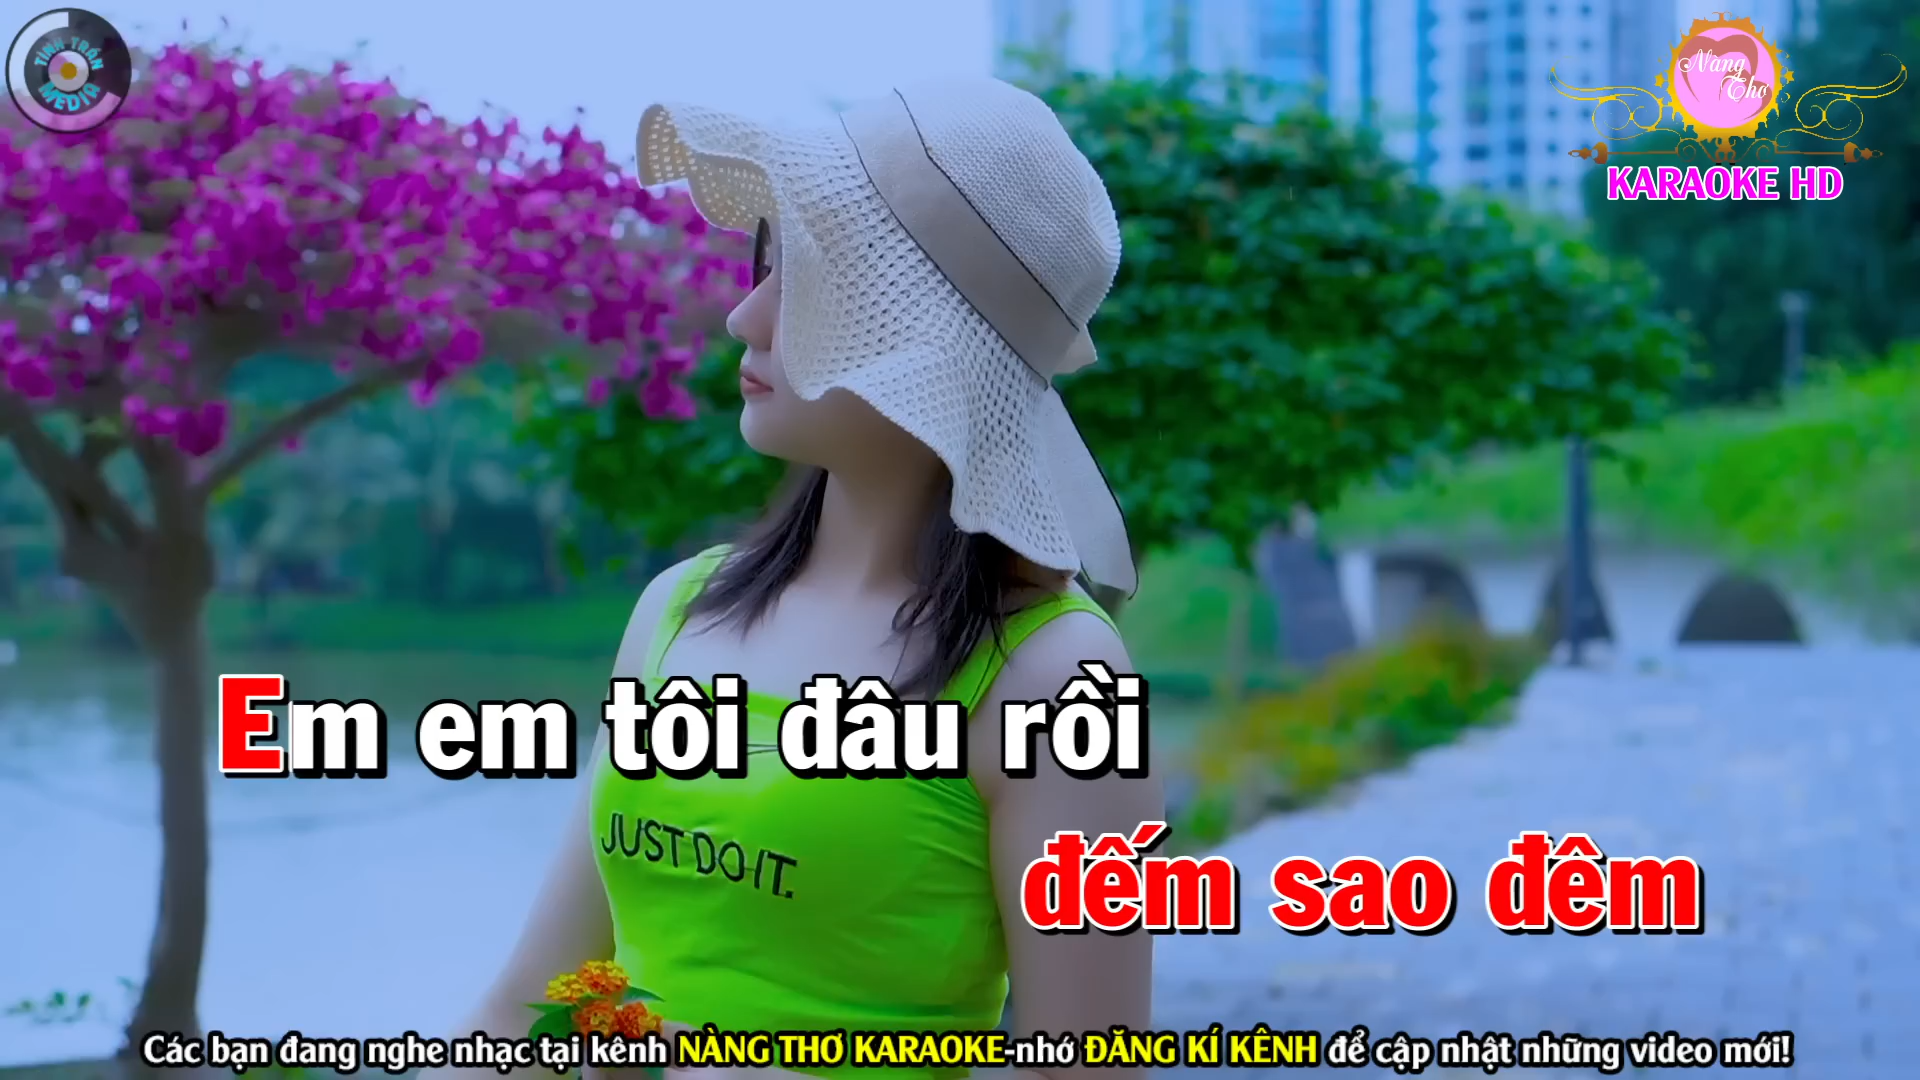 TÌNH TRẦN
MEDIA
Nàng
Thơ
KARAOKE HD
Em em tôi đâu rồi
JUST DO IT.
đếm sao đêm
Các bạn đang nghe nhạc tại kênh NÀNG THƠ KARAOKE-nhớ ĐĂNG KÍ KÊNH để cập nhật những video mới!